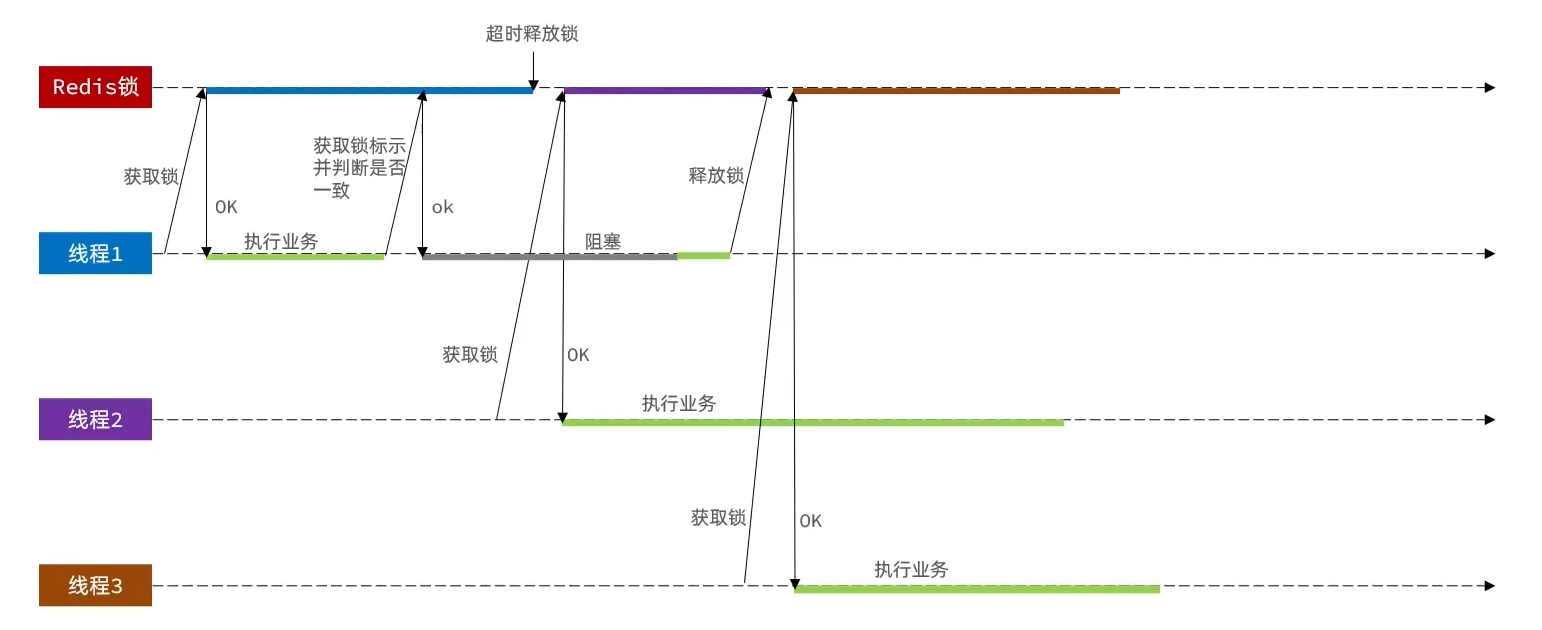 超时释放锁
Redis锁
获取锁标示
并判断是否
一致
获取锁
释放锁
OK
ok
执行业务
阻塞
线程1
获取锁
OK
执行业务
线程2
获取锁
OK
执行业务
线程3